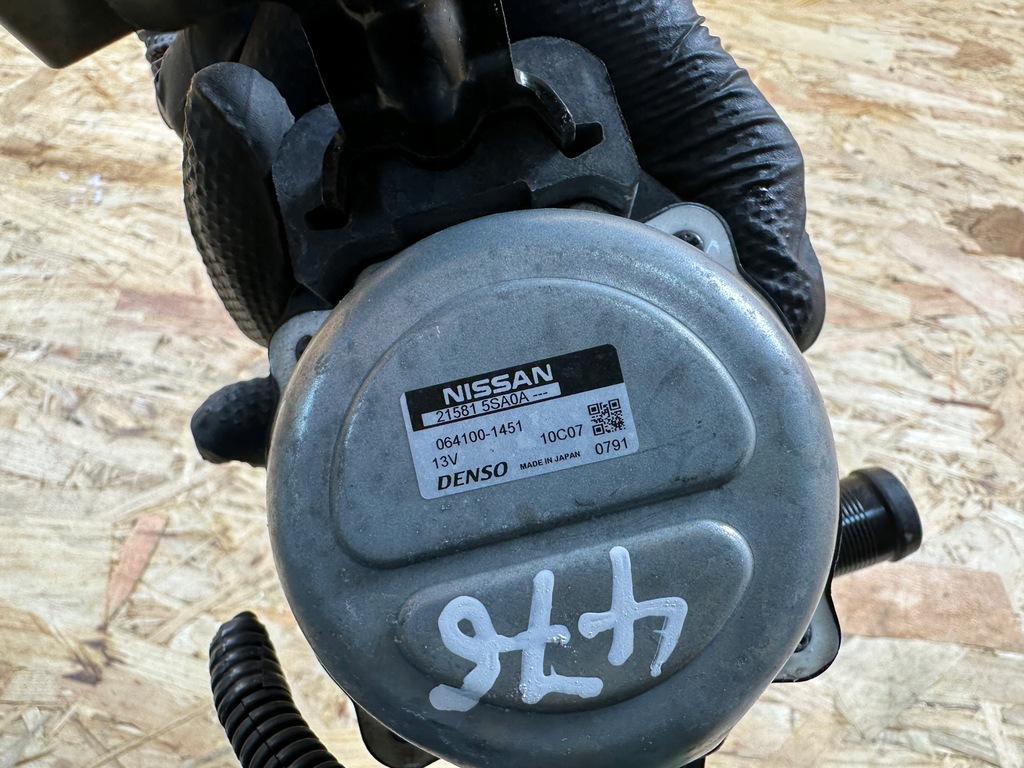 NISSAN
21581 5SA0A ---
064100-1451 10C07
13V
DENSO MADE IN JAPAN 0791
476